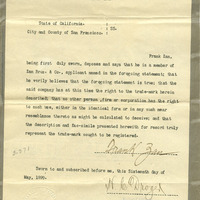 State of California.
: SS.
City and County of San Francisco.
Frank Zan,
being first duly sworn, deposes and says that he is a member of
Zan Bros. & Co., applicant named in the foregoing statement; that
he verily believes that the foregoing statement is true; that the
said company has at this time the right to the trade-mark herein
described; that no other person, firm or corporation has the right
to such use, either in the identical form or in any such near
resemblance thereto as might be calculated to deceive; and that
the description and fac-simile presented herewith for record truly
represent the trade-mark sought to be registered.
Frank Zan
Sworn to and subscribed before me, this Sixteenth day of
May, 1899.